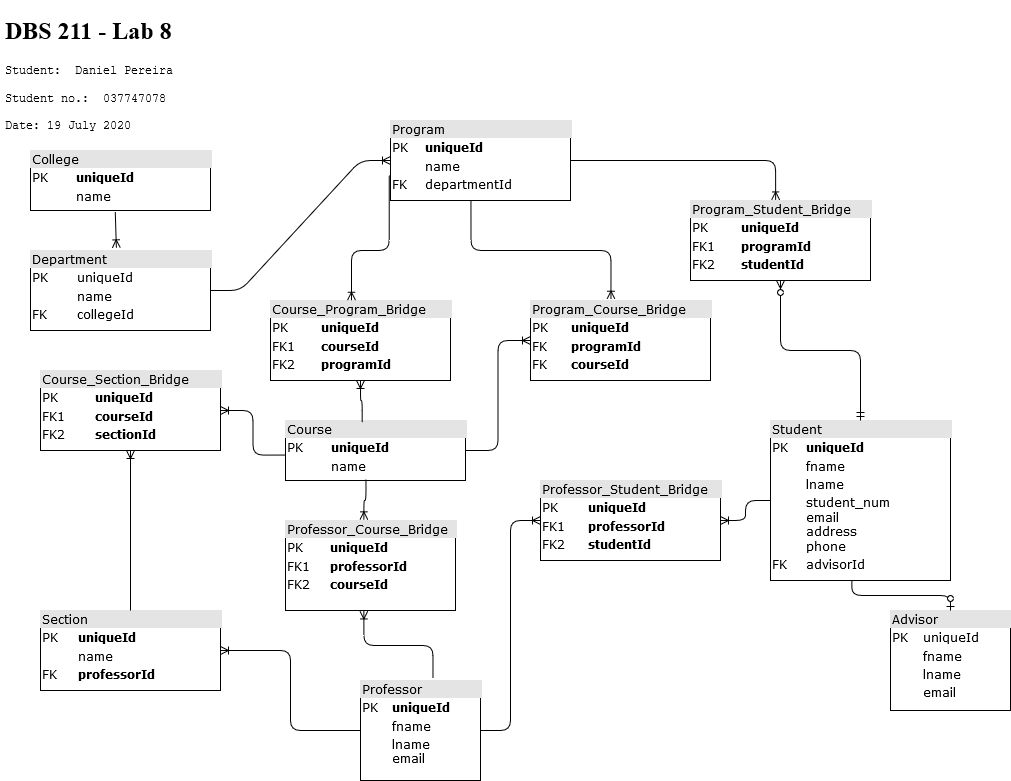 DBS 211 - Lab 8
Student: Daniel Pereira
Student no.: 037747078
Date: 19 July 2020
College
PK uniqueId
name
Department
PK uniqueId
name
FK collegeId
Program
PK uniqueId
name
FK departmentId
Program_Student_Bridge
PK uniqueId
FK1 programId
FK2 studentId
Course_Program_Bridge
PK uniqueId
FK1 courseId
FK2 programId
Program_Course_Bridge
PK uniqueId
FK programId
FK courseId
Course_Section_Bridge
PK uniqueId
FK1 courseId
FK2 sectionId
Course
PK uniqueId
name
Student
PK uniqueId
fname
lname
student_num
email
address
phone
FK advisorId
Professor_Student_Bridge
PK uniqueId
FK1 professorId
FK2 studentId
Professor_Course_Bridge
PK uniqueId
FK1 professorId
FK2 courseId
Section
PK uniqueId
name
FK professorId
Advisor
PK uniqueId
fname
lname
email
Professor
PK uniqueId
fname
lname
email